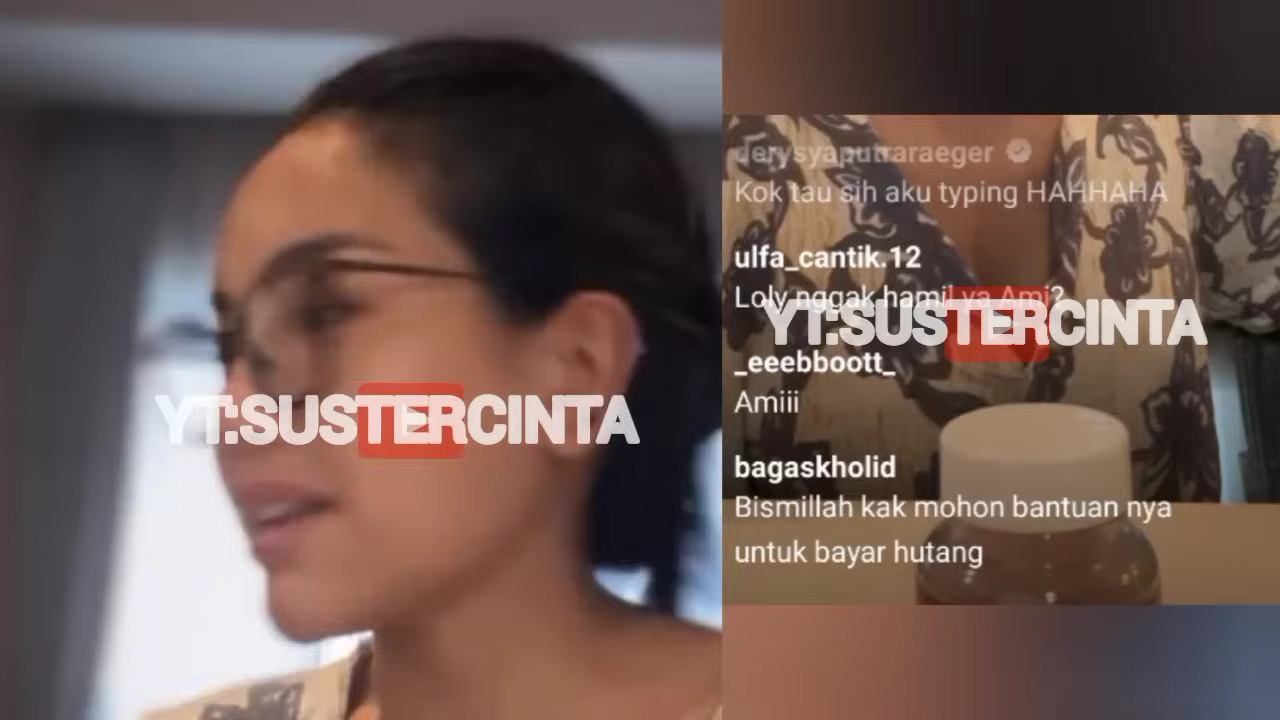 YT:SUSTERCINTA
derysyaputraraeger
Kok tau sih aku typing HAHHAHA
ulfa_cantik.12
Loly nggak hamil ya Ami?
YT:SUSTERCINTA
_eeebboott_
Amiii
bagaskholid
Bismillah kak mohon bantuan nya
untuk bayar hutang